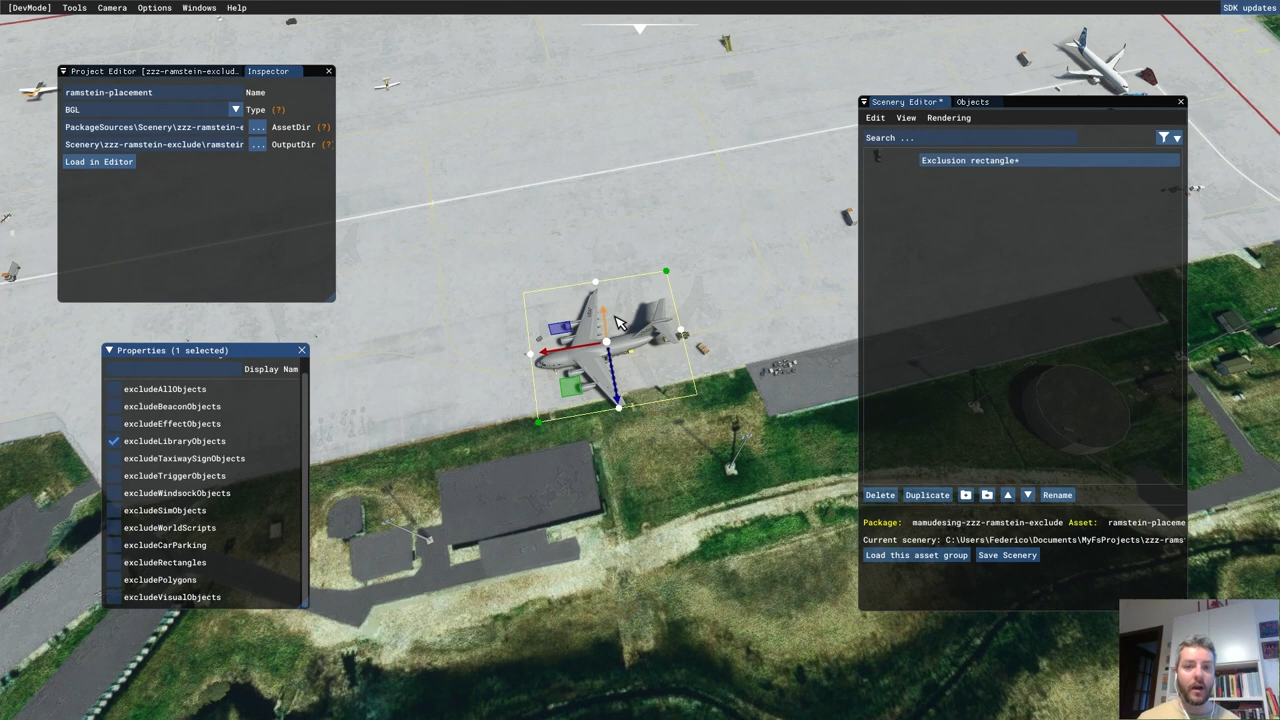 [DevMode] Tools Camera Options Windows Help SDK updates
Project Editor [zzz-ramstein-exclud... Inspector
ramstein-placement Name
BGL Type (?)
PackageSources\Scenery\zzz-ramstein-e ... AssetDir (?)
Scenery\zzz-ramstein-exclude\ramstein ... OutputDir (?
Load in Editor
Properties (1 selected)
Display Nam
excludeAllObjects
excludeBeaconObjects
excludeEffectObjects
excludeLibraryObjects
excludeTaxiwaySignObjects
excludeTriggerObjects
excludeWindsockObjects
excludeSimObjects
excludeWorldScripts
excludeCarParking
excludeRectangles
excludePolygons
excludeVisualObjects
Scenery Editor* Objects
Edit View Rendering
Search ...
Exclusion rectangle*
Delete Duplicate Rename
Package: mamudesing-zzz-ramstein-exclude Asset: ramstein-placeme
Current scenery: C:\Users\Federico\Documents\MyFsProjects\zzz-rams
Load this asset group Save Scenery